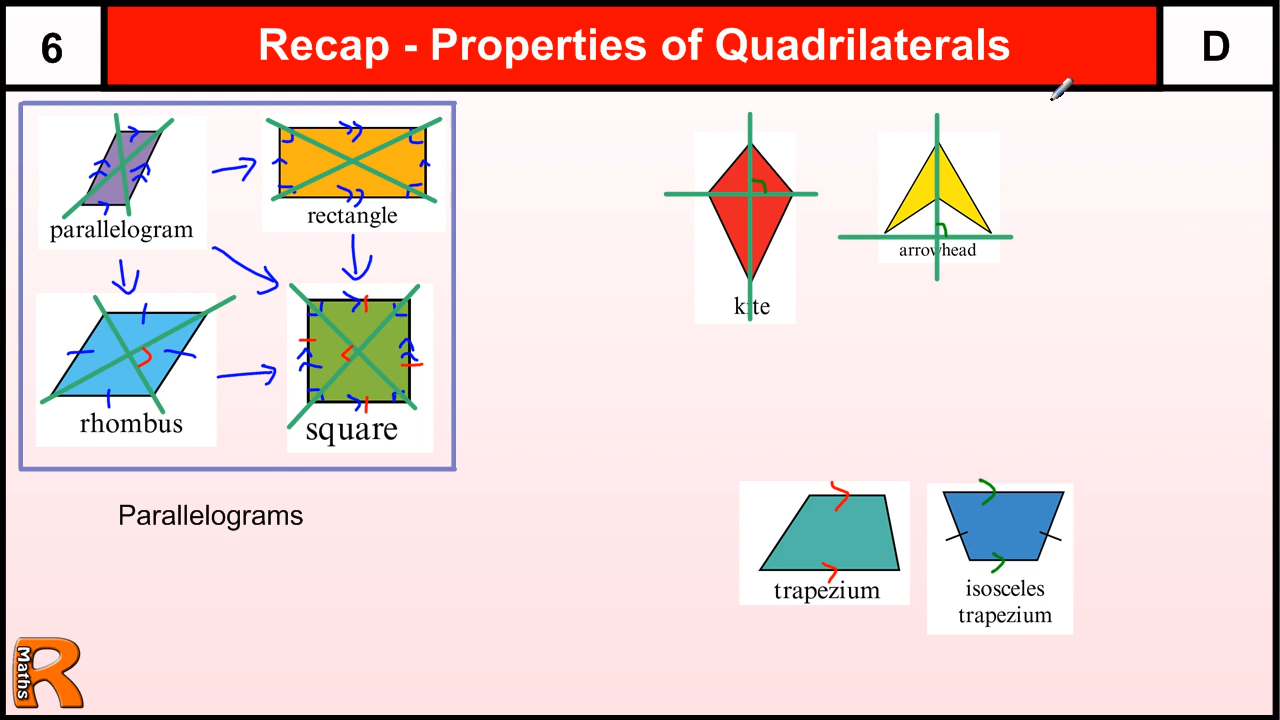 6
Recap - Properties of Quadrilaterals
D
parallelogram
rectangle
rhombus
square
Parallelograms
kite
arrowhead
trapezium
isosceles
trapezium
R
Maths